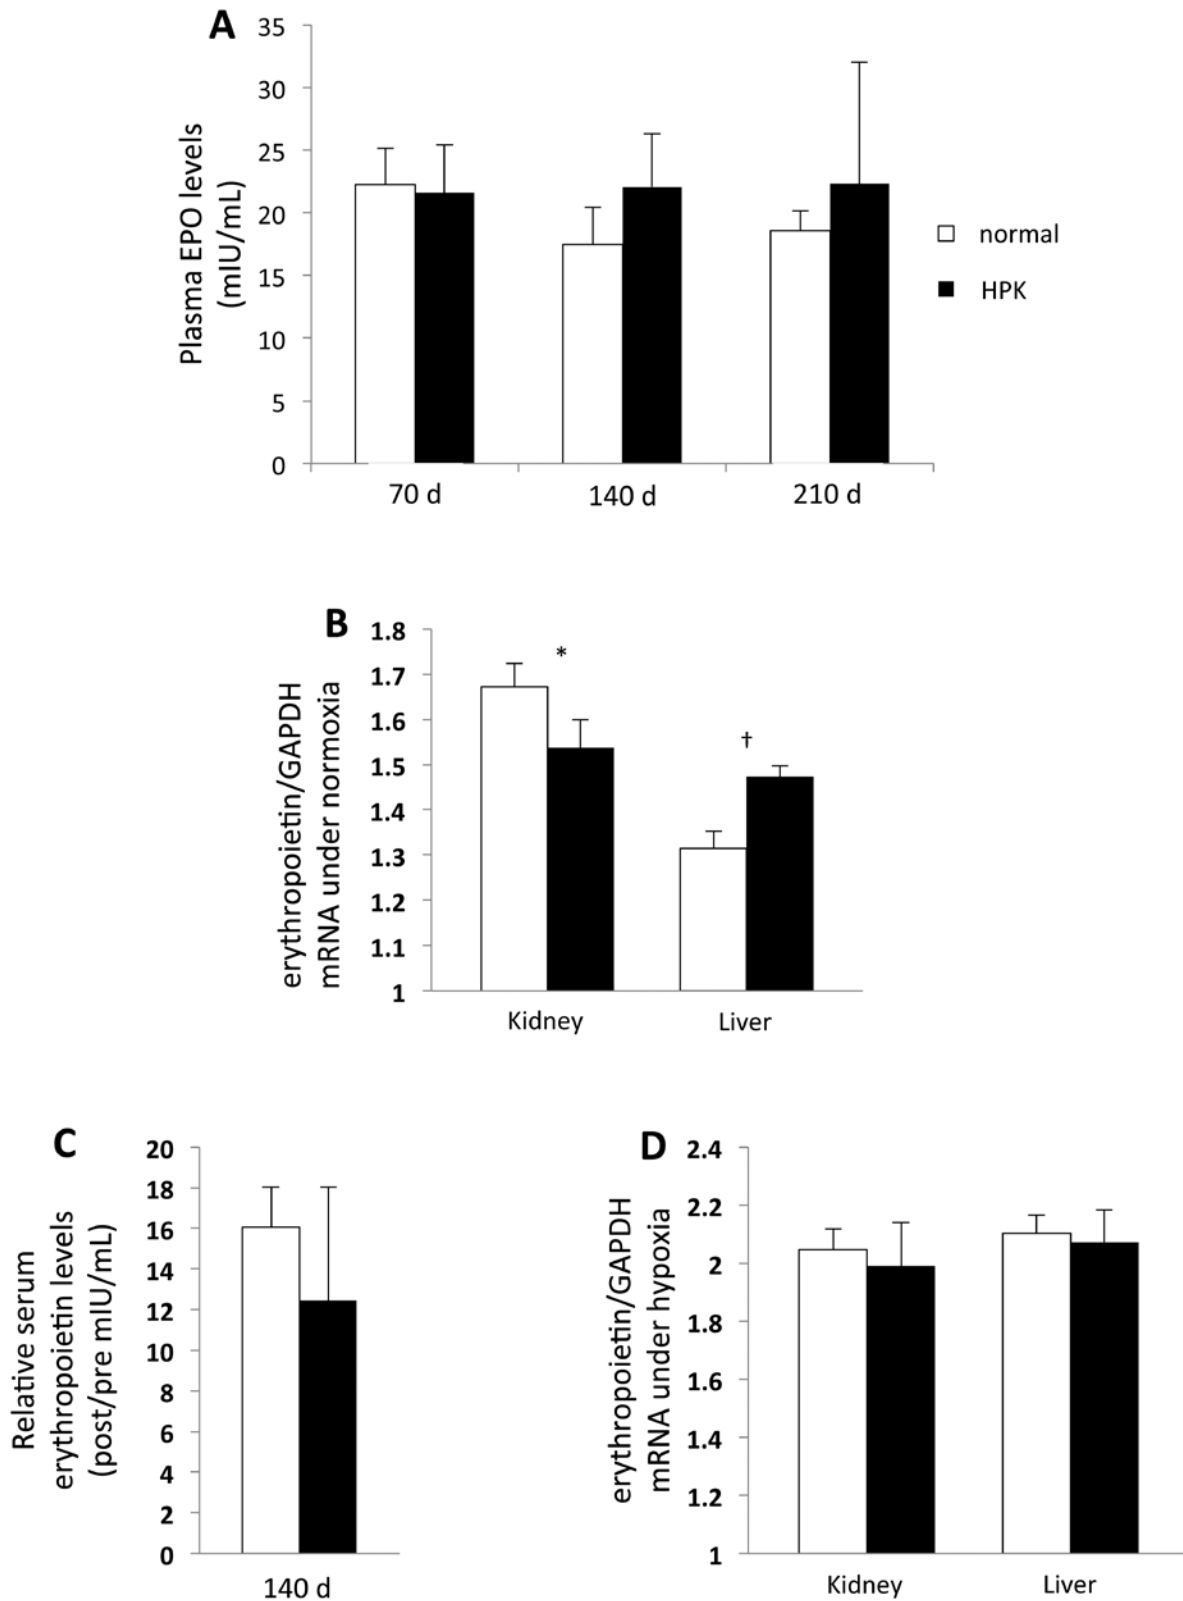 A
35
30
25
20
15
10
5
0
Plasma EPO levels
(mIU/mL)
70 d
140 d
210 d
normal
HPK
B
1.8
1.7
1.6
1.5
1.4
1.3
1.2
1.1
1
erythropoietin/GAPDH
mRNA under normoxia
*
†
Kidney
Liver
C
20
18
16
14
12
10
8
6
4
2
0
Relative serum
erythropoietin levels
(post/pre mIU/mL)
140 d
D
2.4
2.2
2
1.8
1.6
1.4
1.2
1
erythropoietin/GAPDH
mRNA under hypoxia
Kidney
Liver